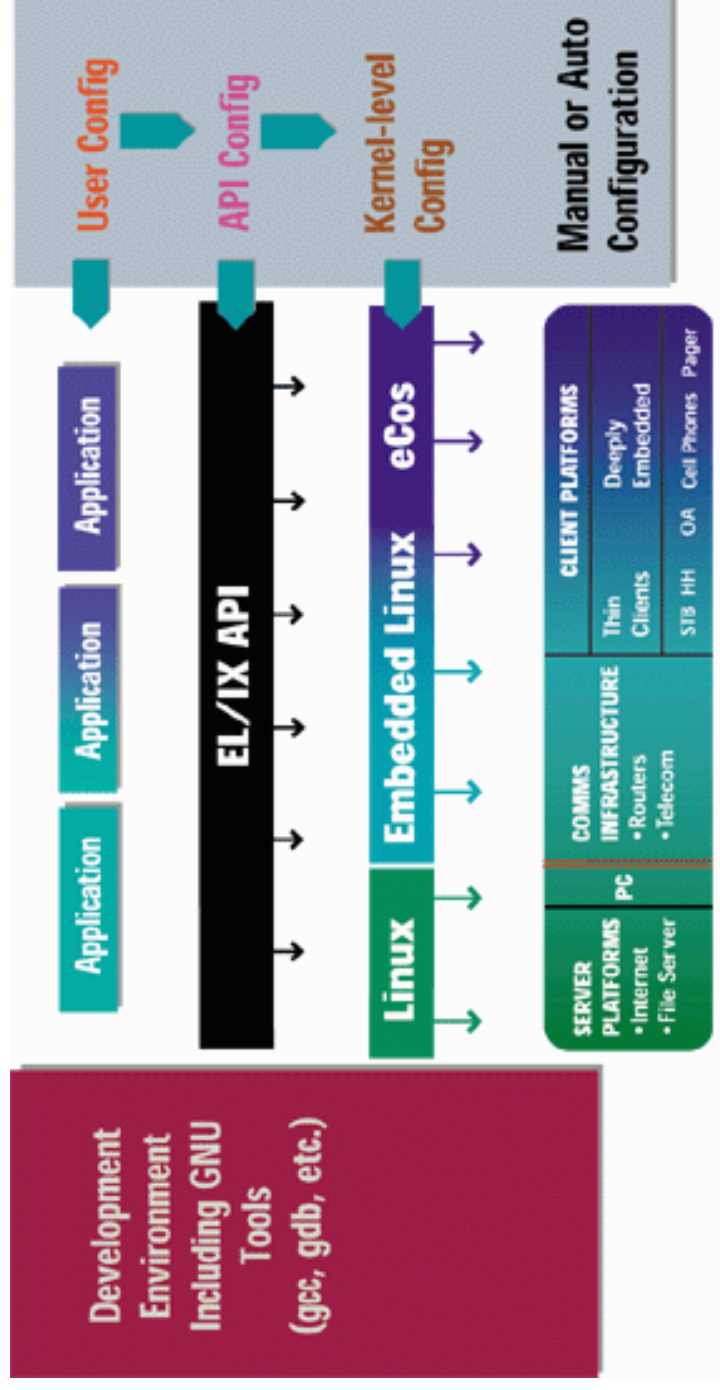 Development
Environment
Including GNU
Tools
(gcc, gdb, etc.)
Application
Application
Application
EL/IX API
Linux
Embedded Linux
eCos
SERVER
PLATFORMS
• Internet
• File Server
PC
COMMS
INFRASTRUCTURE
• Routers
• Telecom
CLIENT PLATFORMS
Thin
Clients
Deeply
Embedded
STB HH OA Cell Phones Pager
User Config
API Config
Kernel-level
Config
Manual or Auto
Configuration